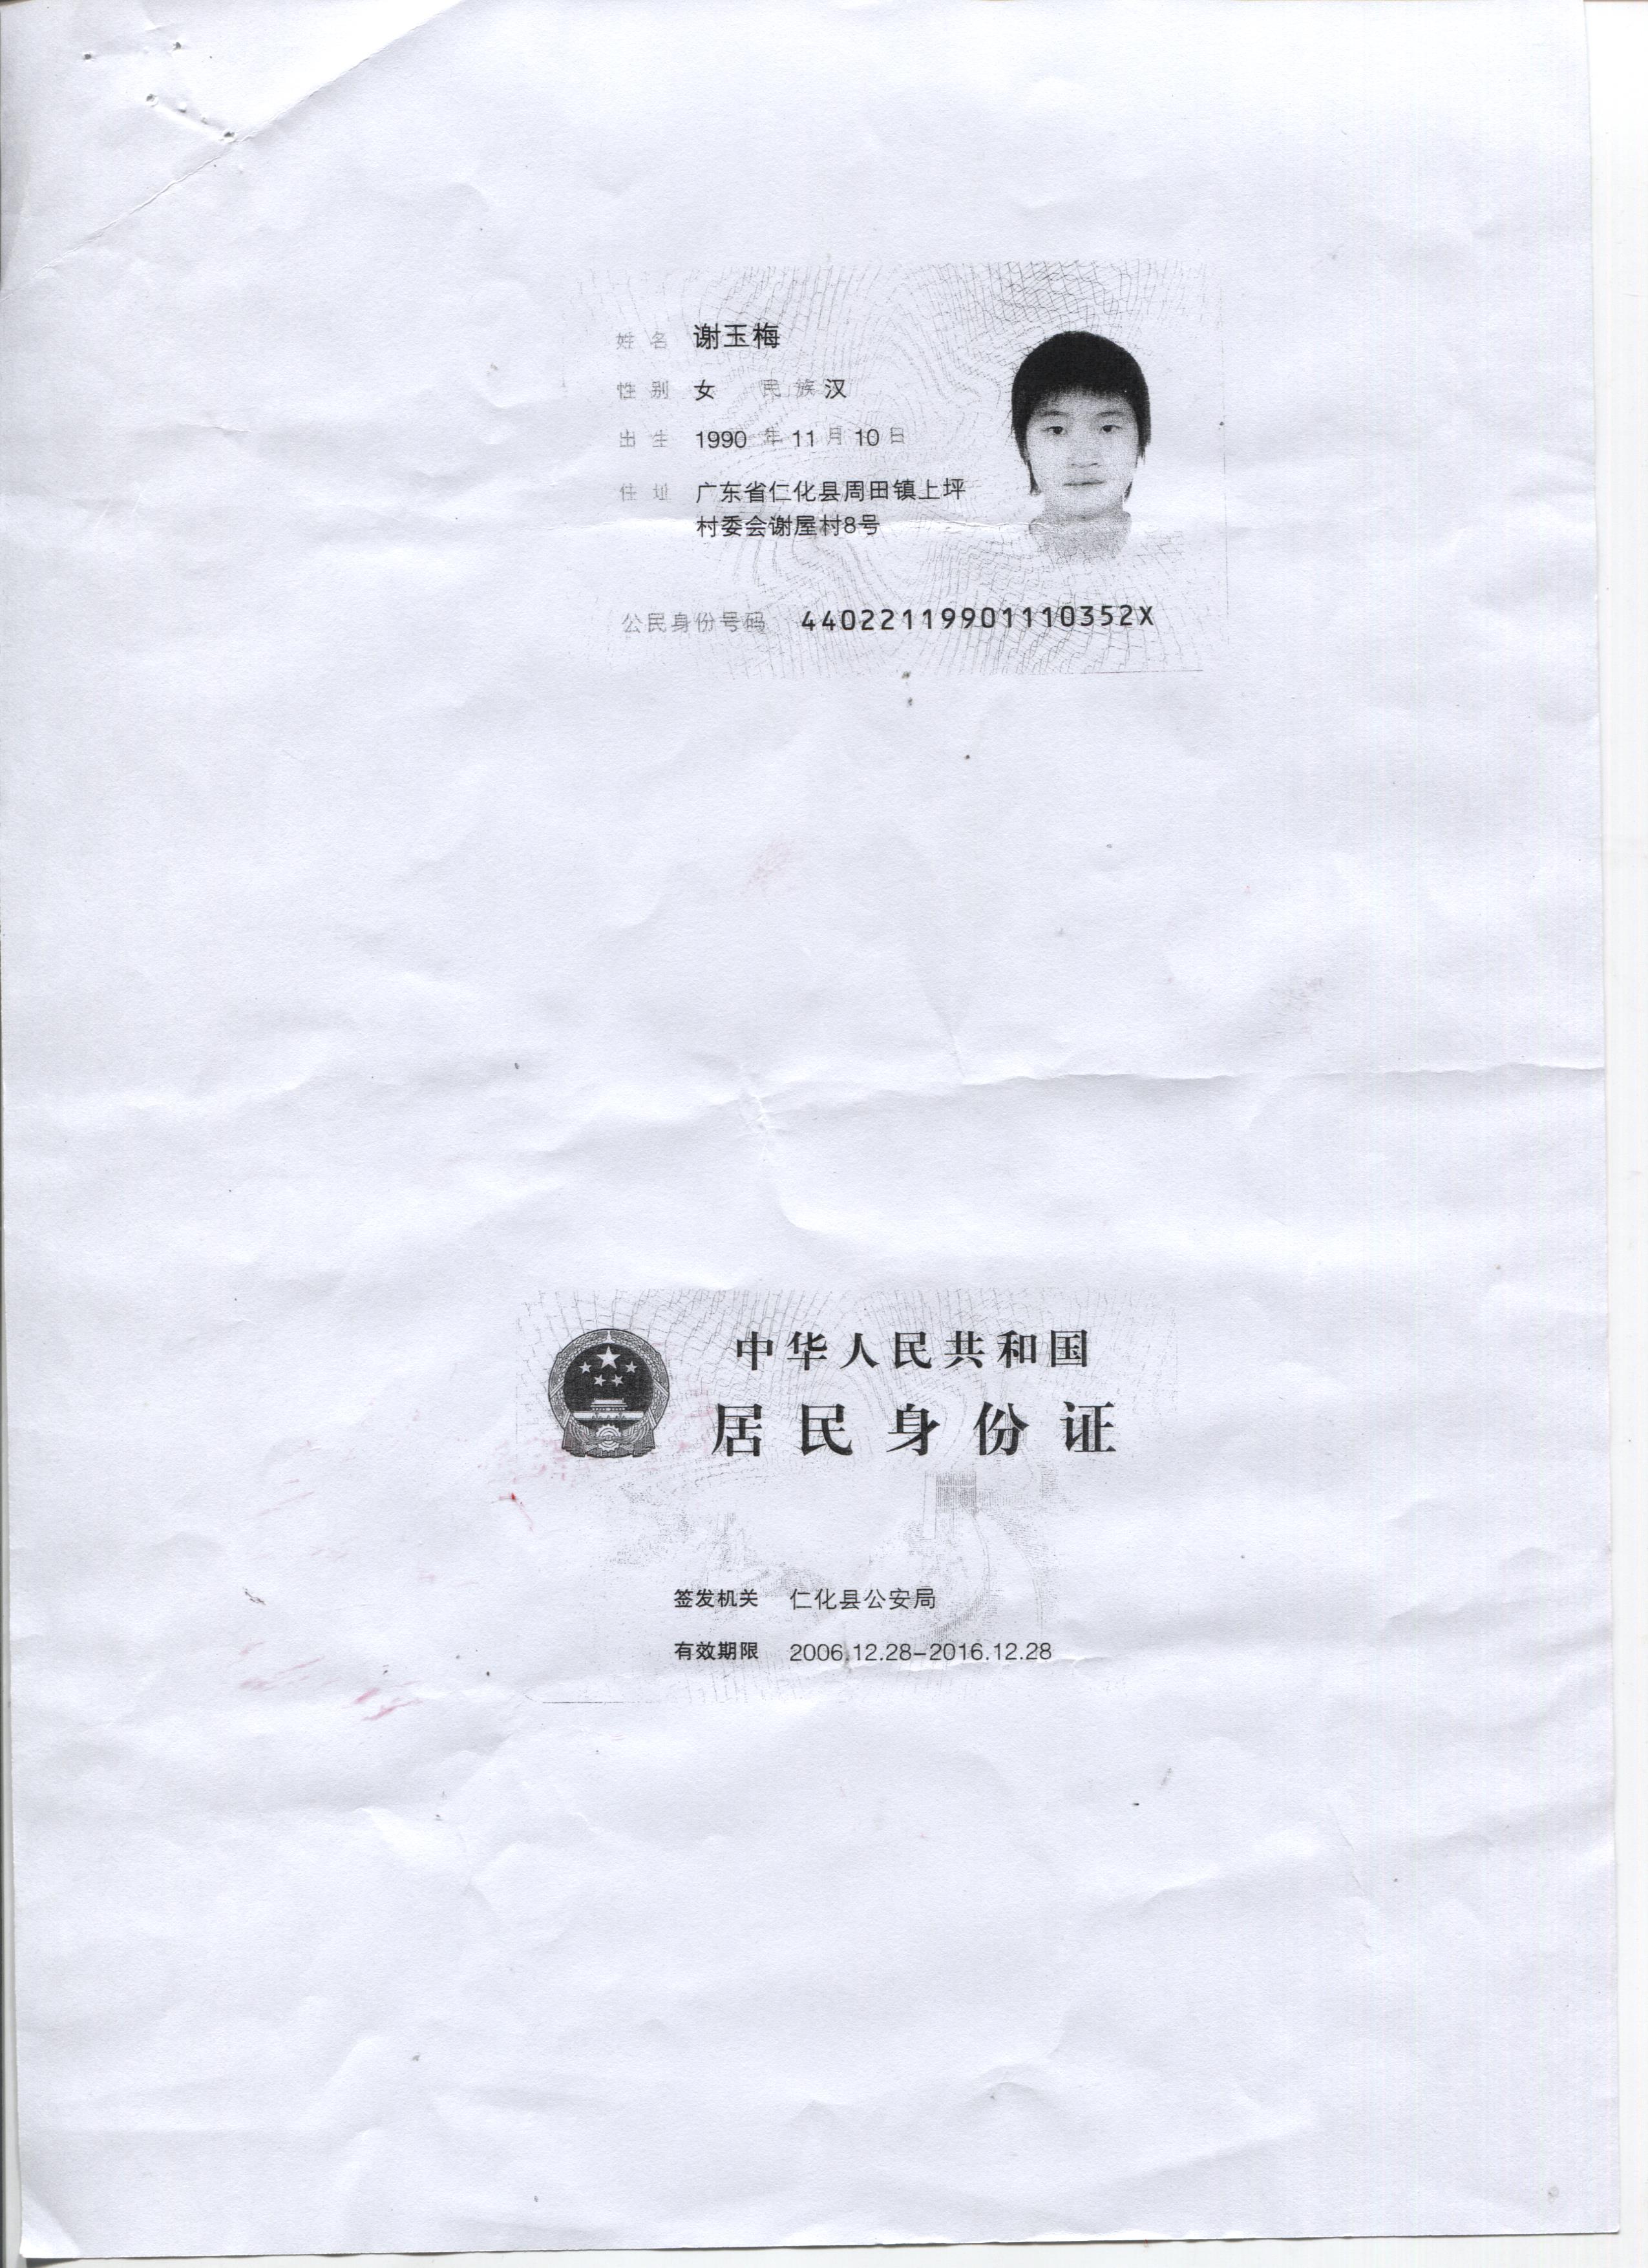 姓名 谢玉梅
性别 女 民族 汉
出生 1990 年 11 月 10 日
住址 广东省仁化县周田镇上坪
村委会谢屋村8号
公民身份号码 44022119901110352X
中华人民共和国
居民身份证
签发机关 仁化县公安局
有效期限 2006.12.28-2016.12.28